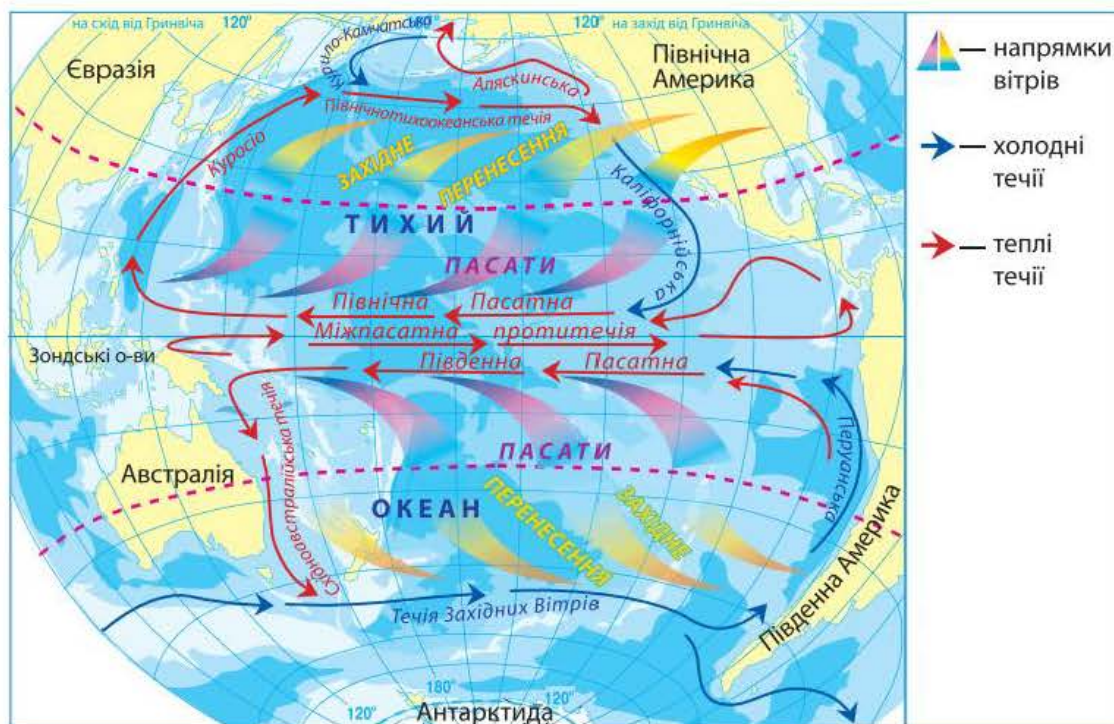 на схід від Гринвіча
120°
180°
120°
на захід від Гринвіча
Євразія
Курило-Камчатська
Аляскинська
Північна
Америка
Північнотихоокеанська течія
Куросіо
ЗАХІДНЕ
ПЕРЕНЕСЕННЯ
Каліфорнійська
ТИХИЙ
ПАСАТИ
Північна
Пасатна
Міжпасатна
протитечія
Зондські о-ви
Південна
Пасатна
Східноавстралійська течія
Австралія
ПАСАТИ
Перуанська
ОКЕАН
ПЕРЕНЕСЕННЯ
ЗАХІДНЕ
Течія Західних Вітрів
Південна Америка
180°
120°
120°
Антарктида
— напрямки
вітрів
— холодні
течії
— теплі
течії